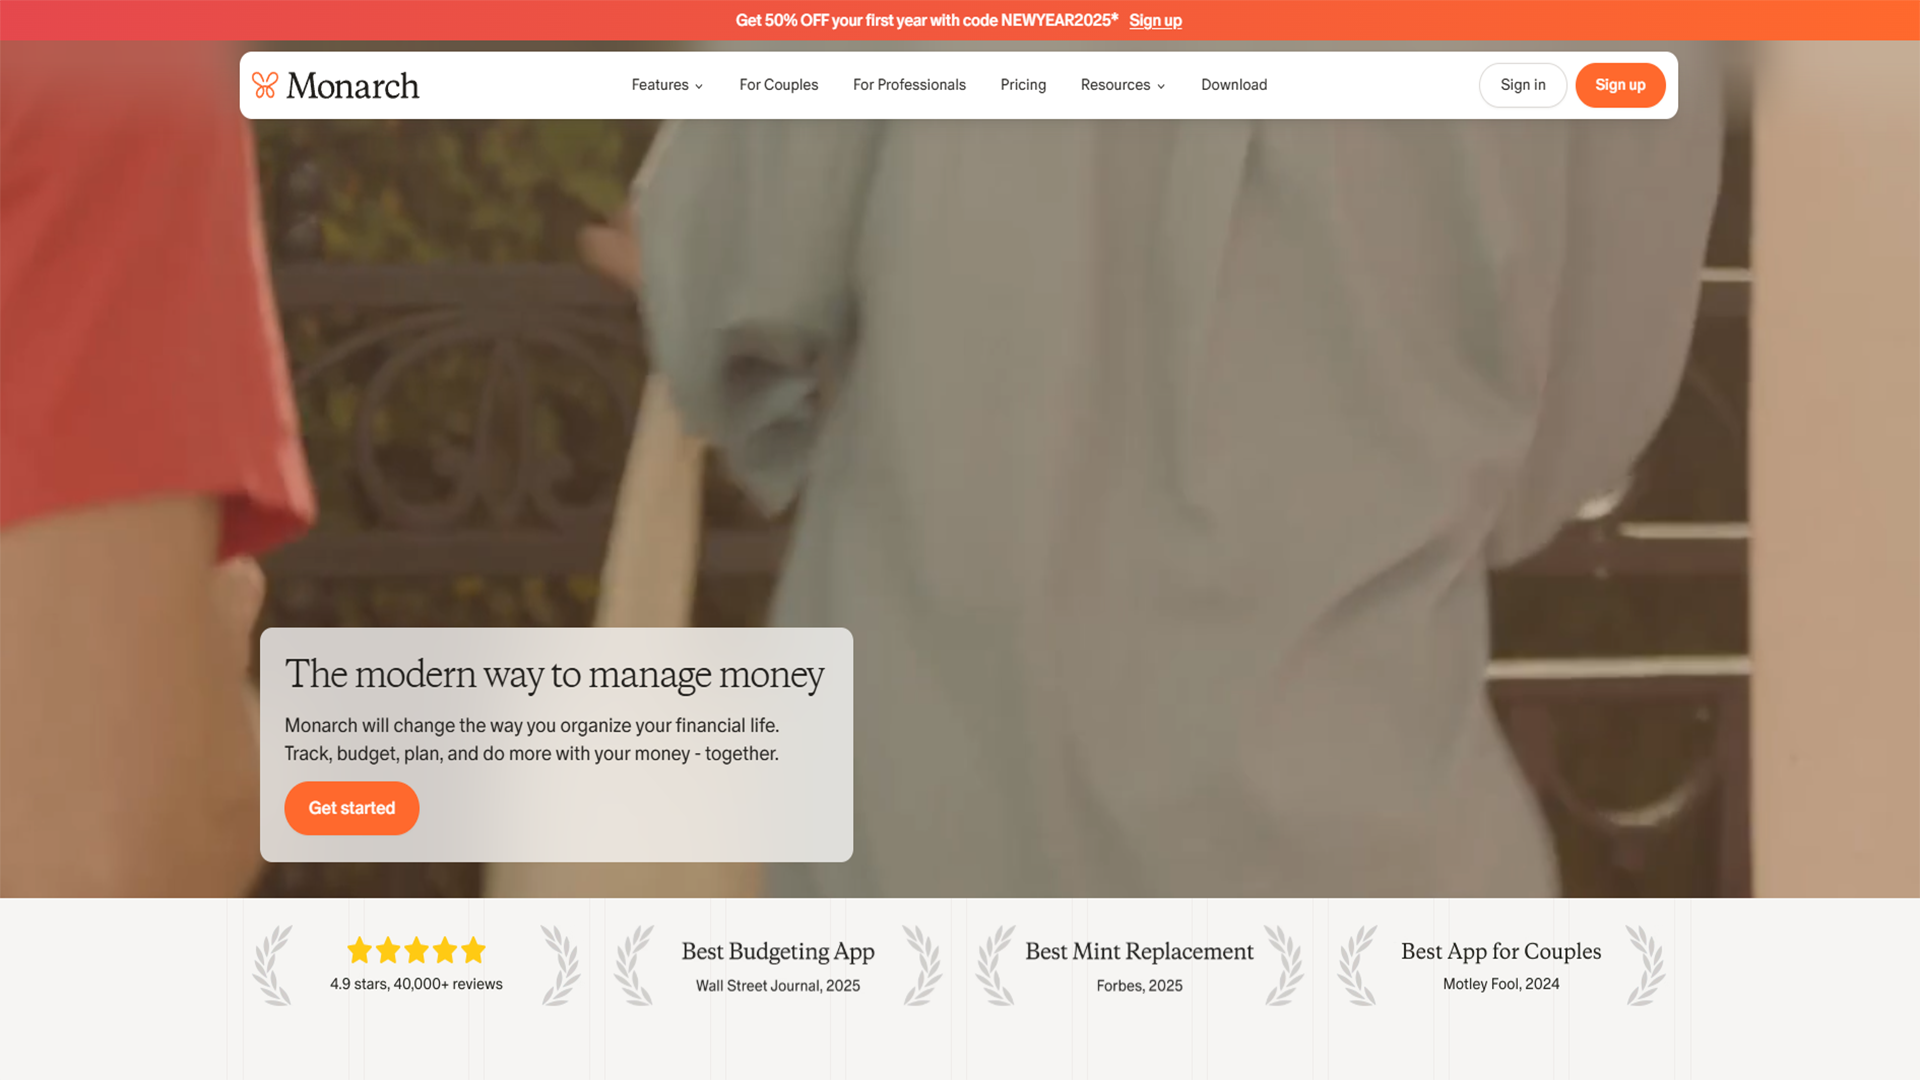 Get 50% OFF your first year with code NEWYEAR2025* Sign up
Monarch
Features
For Couples
For Professionals
Pricing
Resources
Download
Sign in
Sign up
The modern way to manage money
Monarch will change the way you organize your financial life.
Track, budget, plan, and do more with your money - together.
Get started
4.9 stars, 40,000+ reviews
Best Budgeting App
Wall Street Journal, 2025
Best Mint Replacement
Forbes, 2025
Best App for Couples
Motley Fool, 2024